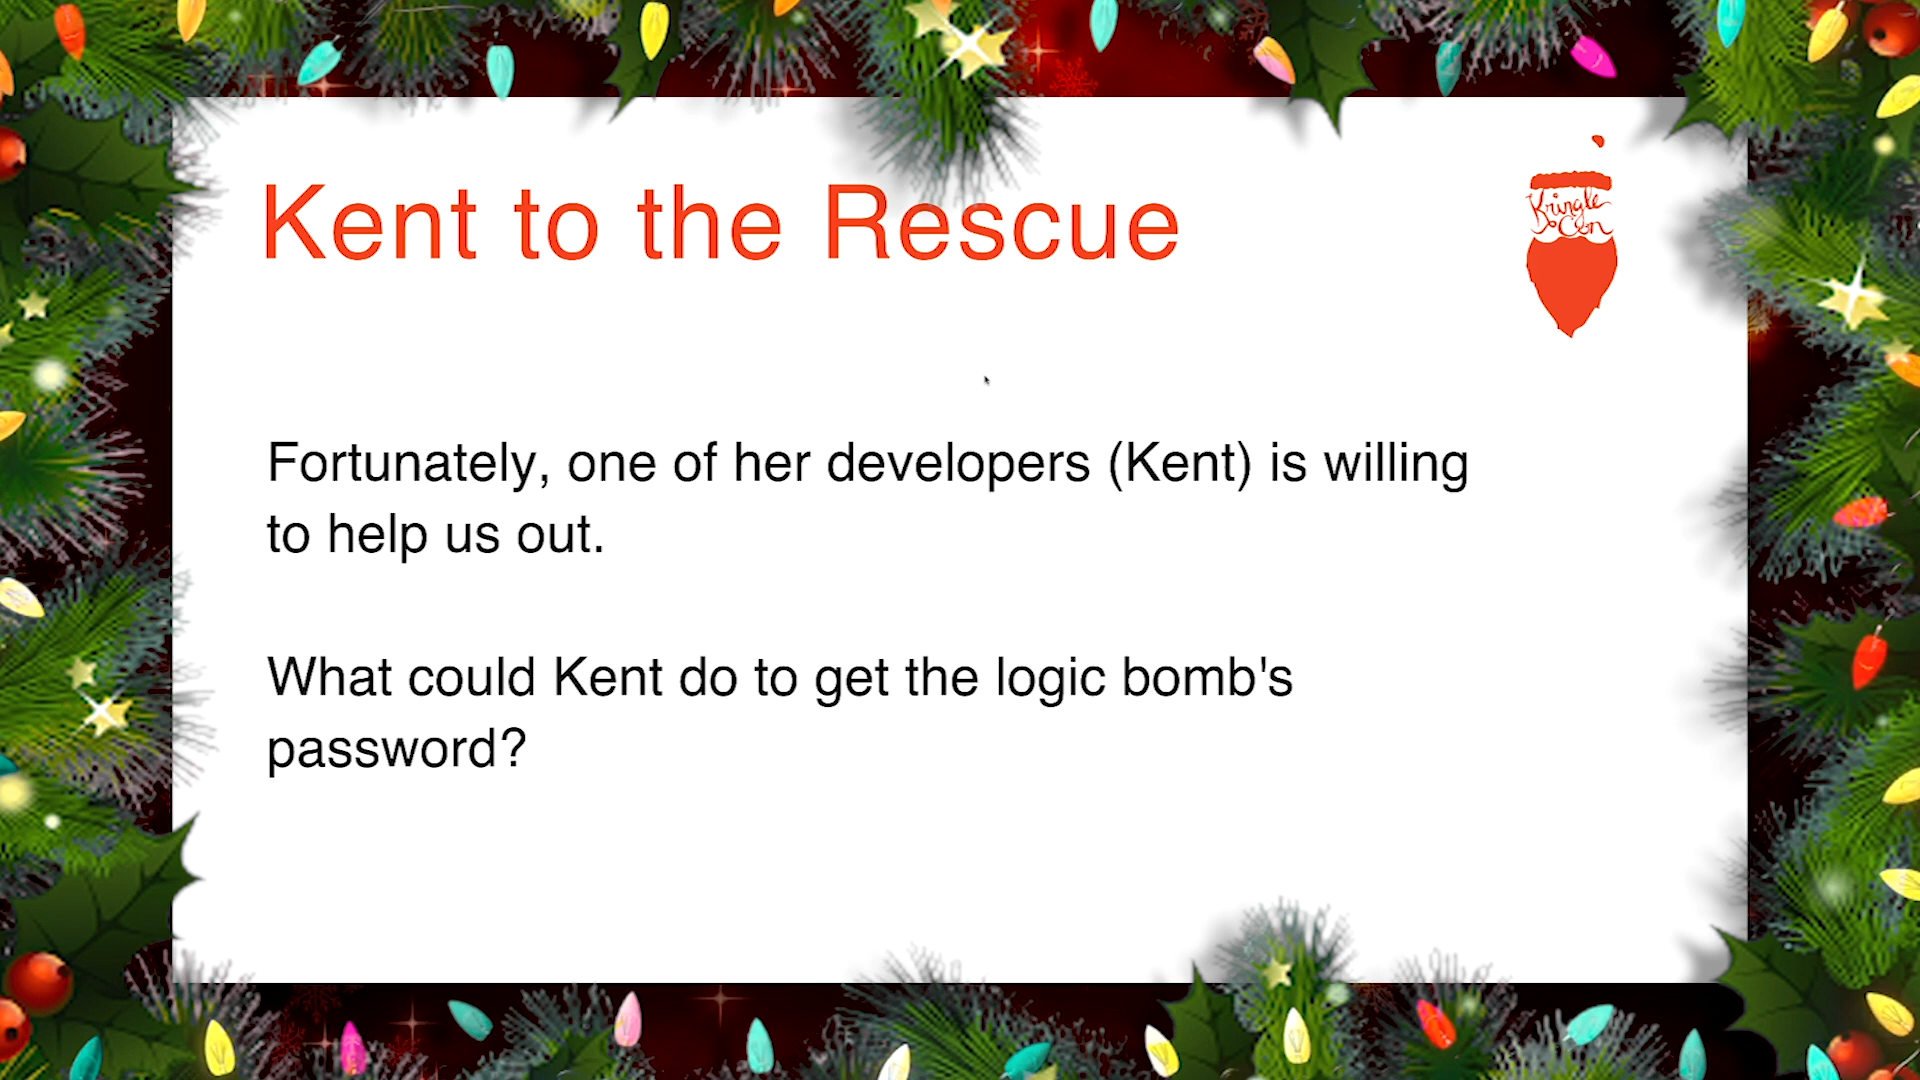 Kent to the Rescue
Kringle
Con
Fortunately, one of her developers (Kent) is willing
to help us out.
What could Kent do to get the logic bomb's
password?